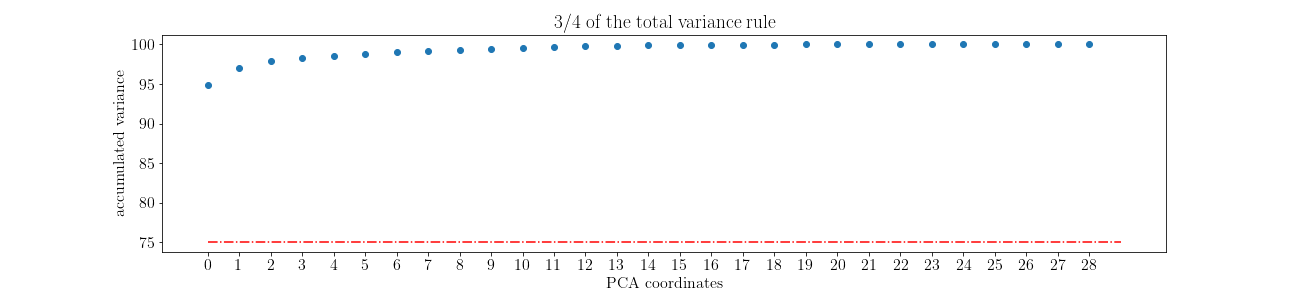 3/4 of the total variance rule
100
95
90
85
80
75
accumulated variance
0 1 2 3 4 5 6 7 8 9 10 11 12 13 14 15 16 17 18 19 20 21 22 23 24 25 26 27 28
PCA coordinates